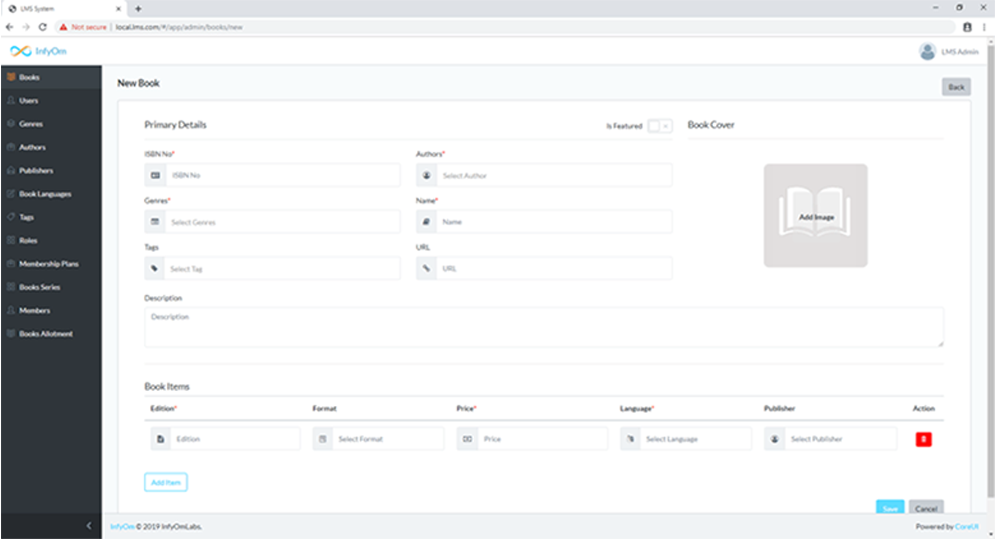 LMS System
Not secure | local.lms.com/#/app/admin/books/new
InfyOm
LMS Admin
Books
Users
Genres
Authors
Publishers
Book Languages
Tags
Roles
Membership Plans
Books Series
Members
Books Allotment
New Book
Back
Primary Details
Is Featured
Book Cover
ISBN No*
Authors*
ISBN No
Select Author
Genres*
Name*
Select Genres
Name
Add Image
Tags
URL
Select Tag
URL
Description
Description
Book Items
Edition* Format Price* Language* Publisher Action
Edition Select Format Price Select Language Select Publisher
Add Item
Save Cancel
InfyOm © 2019 InfyOmLabs.
Powered by CoreUI